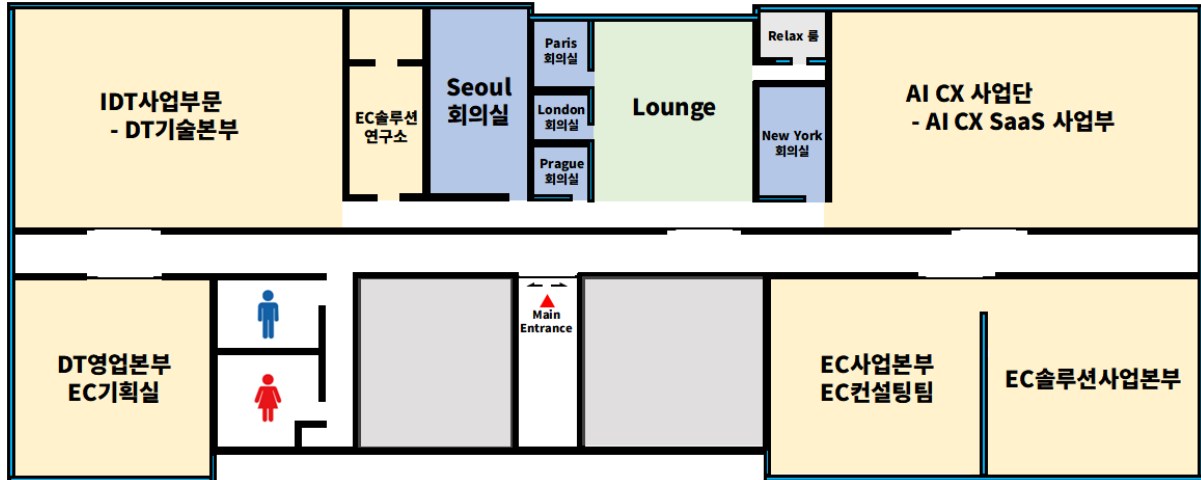 IDT사업부문
- DT기술본부
EC솔루션
연구소
Seoul
회의실
Paris
회의실
London
회의실
Prague
회의실
Lounge
Relax 룸
New York
회의실
AI CX 사업단
- AI CX SaaS 사업부
DT영업본부
EC기획실
Main
Entrance
EC사업본부
EC컨설팅팀
EC솔루션사업본부